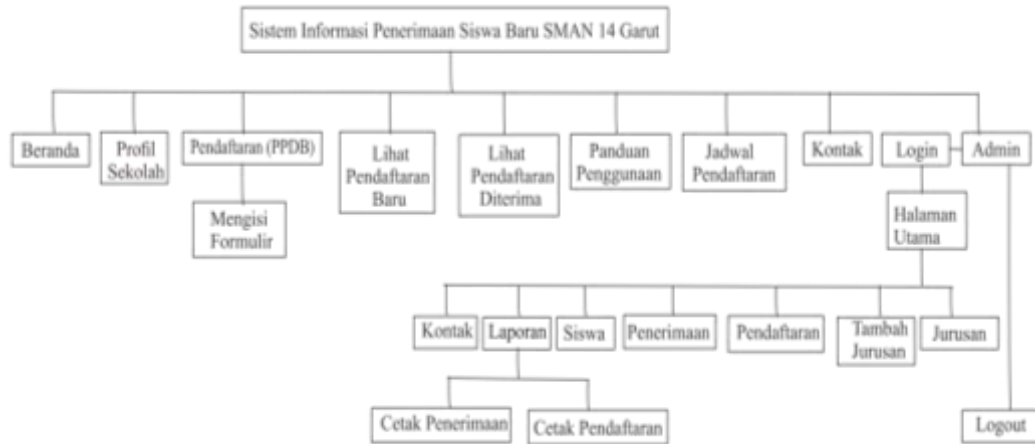 Sistem Informasi Penerimaan Siswa Baru SMAN 14 Garut
Beranda
Profil
Sekolah
Pendaftaran (PPDB)
Lihat
Pendaftaran
Baru
Lihat
Pendaftaran
Diterima
Panduan
Penggunaan
Jadwal
Pendaftaran
Kontak
Login
Admin
Mengisi
Formulir
Halaman
Utama
Kontak
Laporan
Siswa
Penerimaan
Pendaftaran
Tambah
Jurusan
Jurusan
Cetak Penerimaan
Cetak Pendaftaran
Logout